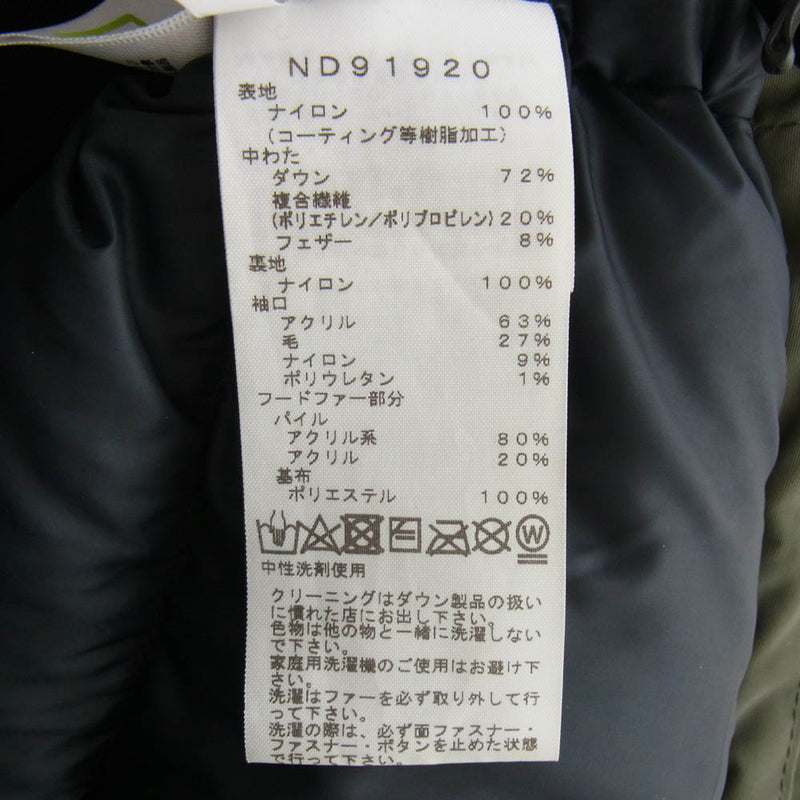 ND91920
表地
ナイロン 100%
(コーティング等樹脂加工)
中わた
ダウン 72%
複合繊維
(ポリエチレン/ポリプロピレン) 20%
フェザー 8%
裏地
ナイロン 100%
袖口
アクリル 63%
毛 27%
ナイロン 9%
ポリウレタン 1%
フードファー部分
パイル
アクリル系 80%
アクリル 20%
基布
ポリエステル 100%
W
中性洗剤使用
クリーニングはダウン製品の扱い
に慣れた店にお出し下さい。
色物は他の物と一緒に洗濯しない
で下さい。
家庭用洗濯機のご使用はお避け下
さい。
洗濯はファーを必ず取り外して行
って下さい。
洗濯の際は、必ず面ファスナー・
ファスナー・ボタンを止めた状態
で行って下さい。